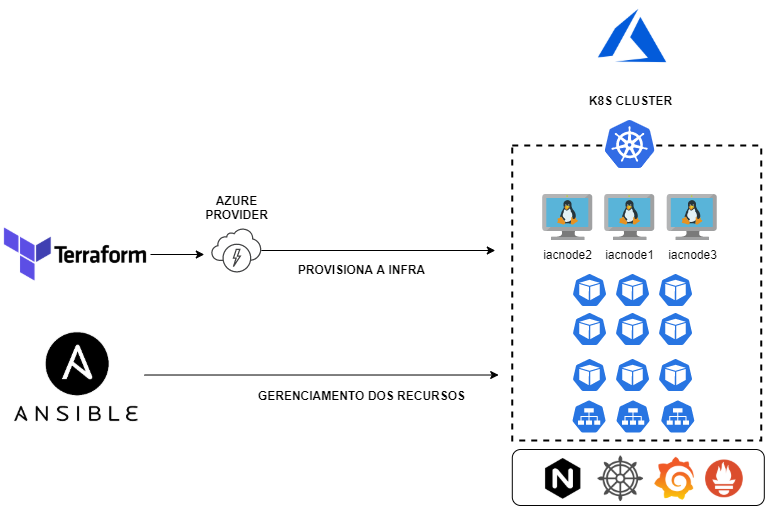 K8S CLUSTER
AZURE
PROVIDER
Terraform
PROVISIONA A INFRA
iacnode2
iacnode1
iacnode3
ANSIBLE
GERENCIAMENTO DOS RECURSOS
N